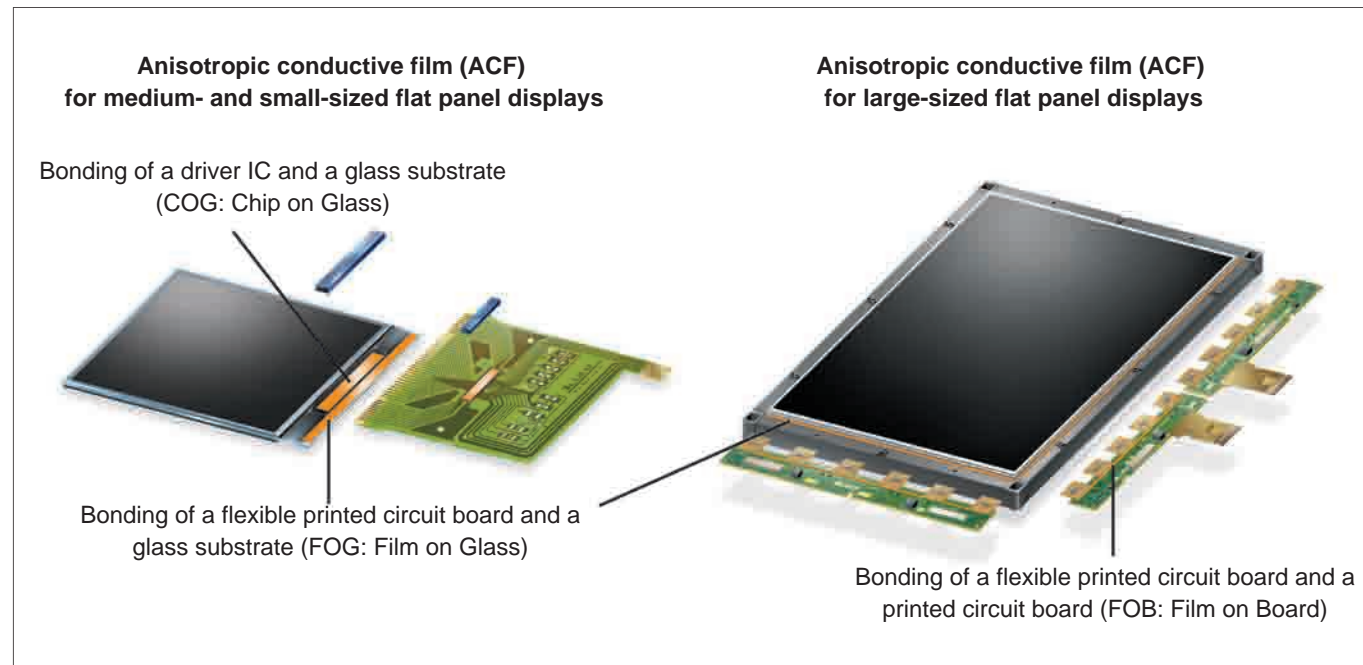 Anisotropic conductive film (ACF)
for medium- and small-sized flat panel displays
Bonding of a driver IC and a glass substrate
(COG: Chip on Glass)
Bonding of a flexible printed circuit board and a
glass substrate (FOG: Film on Glass)
Anisotropic conductive film (ACF)
for large-sized flat panel displays
Bonding of a flexible printed circuit board and a
printed circuit board (FOB: Film on Board)